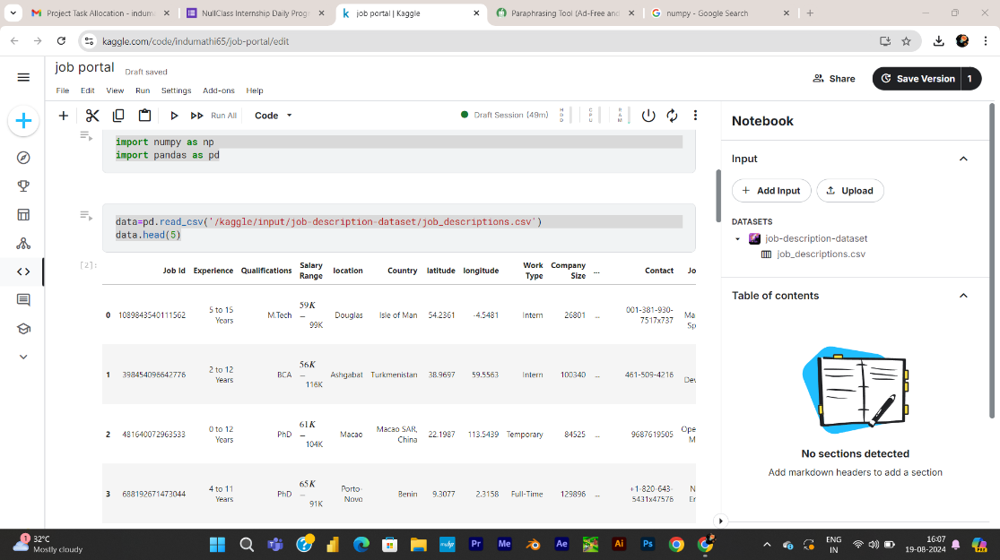 Project Task Allocation - indum
NullClass Internship Daily Prog
job portal | Kaggle
Paraphrasing Tool (Ad-Free and
numpy - Google Search
kaggle.com/code/indumathi65/job-portal/edit
job portal
Draft saved
Share
Save Version
1
File Edit View Run Settings Add-ons Help
Run All
Code
Draft Session (49m)
HDD
CPU
RAM
import numpy as np
import pandas as pd
data=pd.read_csv('/kaggle/input/job-description-dataset/job_descriptions.csv')
data.head(5)
[2]:
Job Id Experience Qualifications Salary Range location Country latitude longitude Work Type Company Size ... Contact Jo
0 1089843540111562 5 to 15 Years M.Tech 59K–99K Douglas Isle of Man 54.2361 -4.5481 Intern 26801 ... 001-381-930-7517x737 Ma Sp
1 398454096642776 2 to 12 Years BCA 56K–116K Ashgabat Turkmenistan 38.9697 59.5563 Intern 100340 ... 461-509-4216 Dev
2 481640072963533 0 to 12 Years PhD 61K–104K Macao Macao SAR, China 22.1987 113.5439 Temporary 84525 ... 9687619505 Ope M
3 688192671473044 4 to 11 Years PhD 65K–91K Porto-Novo Benin 9.3077 2.3158 Full-Time 129896 ... +1-820-643-5431x47576 N Er
Notebook
Input
Add Input
Upload
DATASETS
job-description-dataset
job_descriptions.csv
Table of contents
No sections detected
Add markdown headers to add a section
1
32°C
Mostly cloudy
Pr
Me
Ae
Ai
Ps
ENG
IN
16:07
19-08-2024